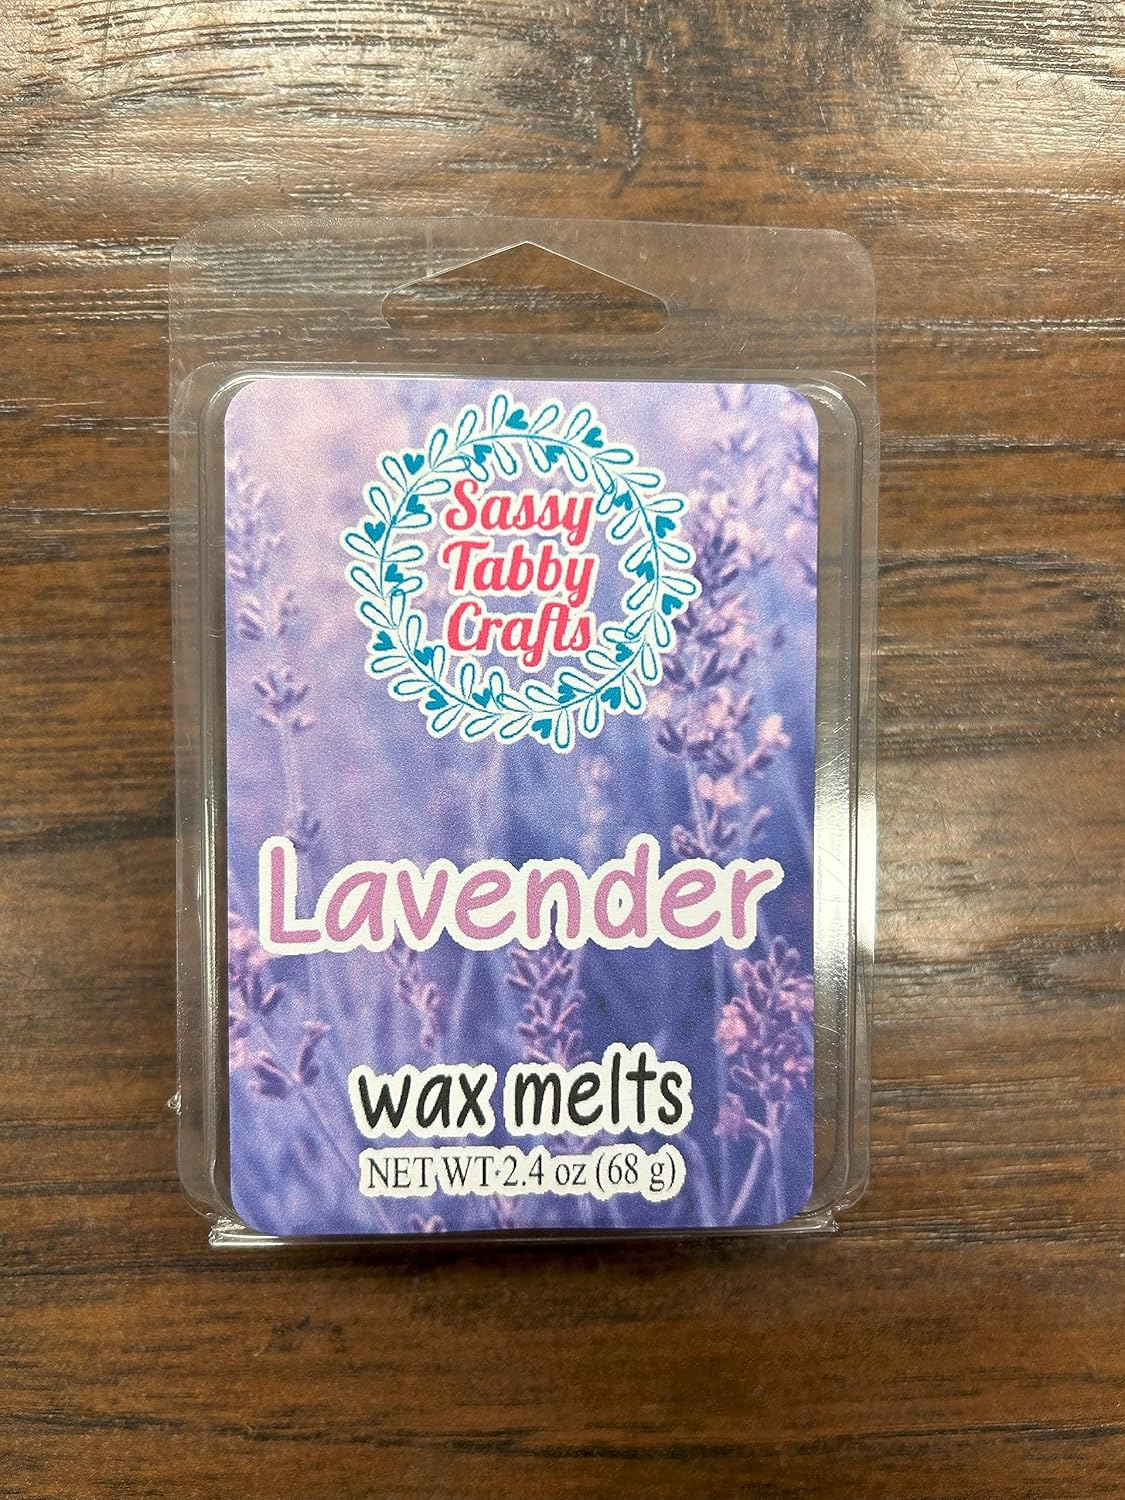 Sassy
Tabby
Crafts
Lavender
wax melts
NET WT 2.4 oz (68 g)